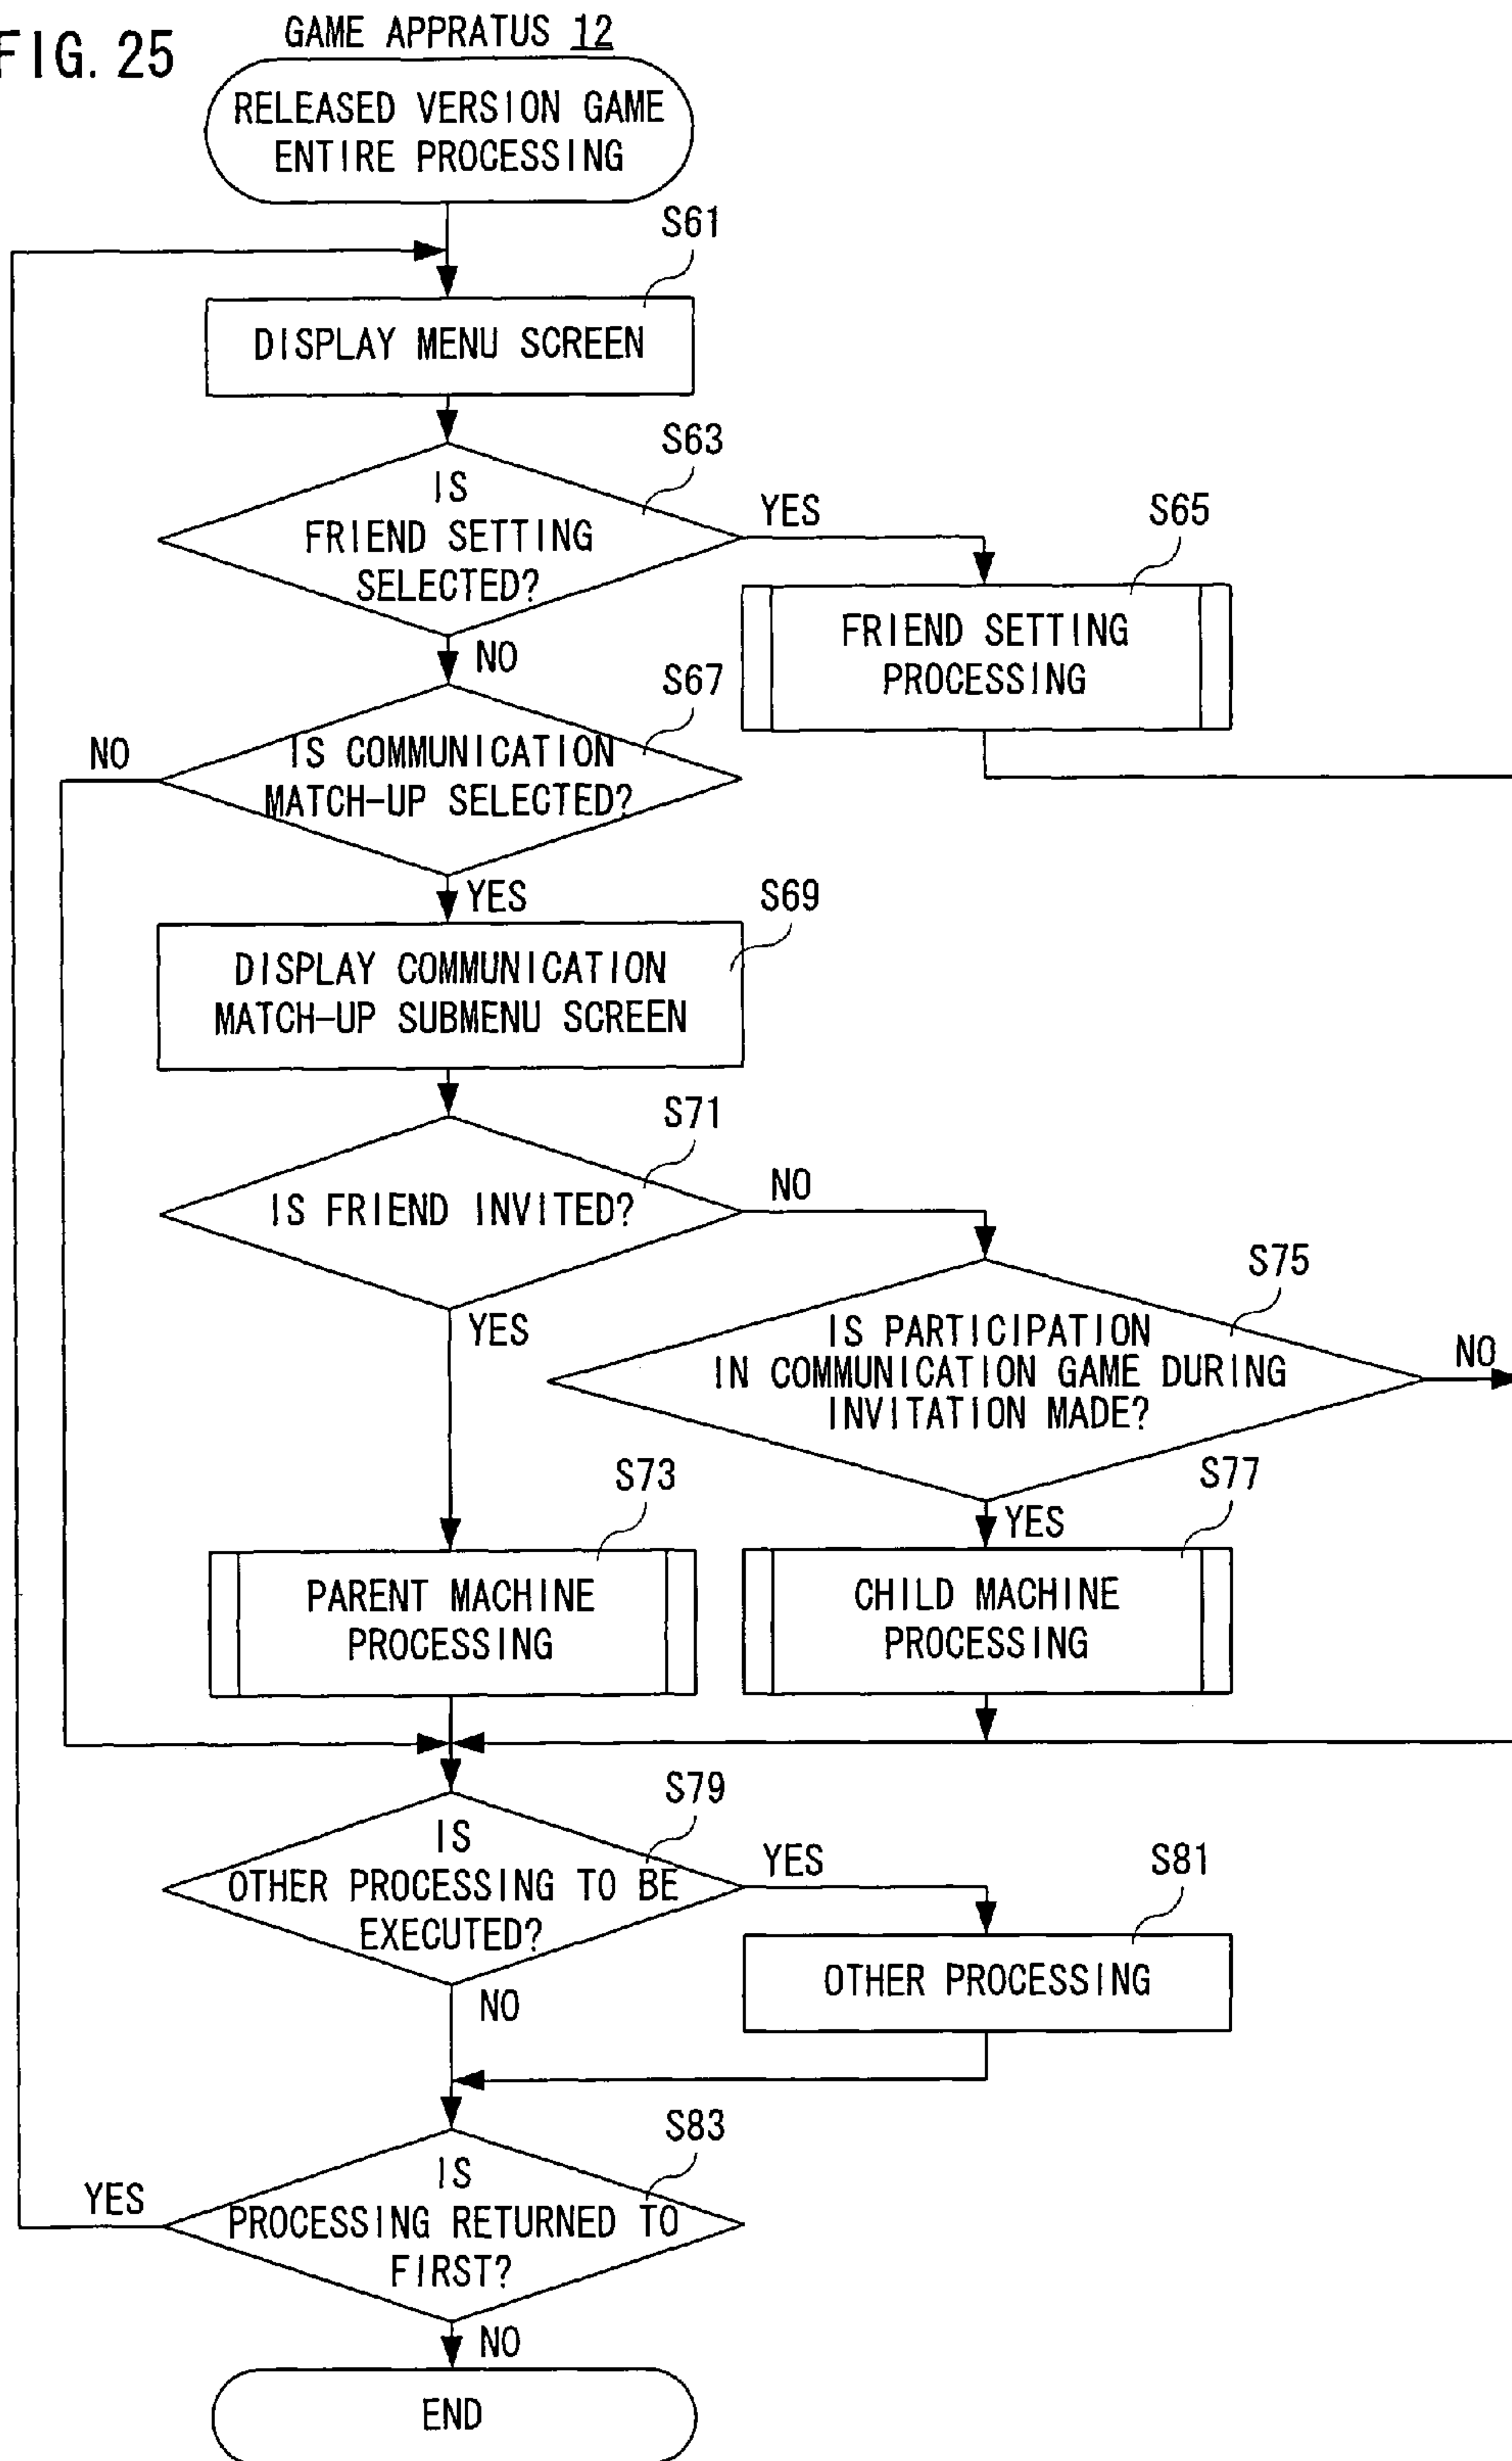 FIG. 25
GAME APPRATUS 12
RELEASED VERSION GAME
ENTIRE PROCESSING
S61
DISPLAY MENU SCREEN
S63
IS
FRIEND SETTING
SELECTED?
YES
S65
FRIEND SETTING
PROCESSING
NO
S67
NO
IS COMMUNICATION
MATCH-UP SELECTED?
YES
S69
DISPLAY COMMUNICATION
MATCH-UP SUBMENU SCREEN
S71
IS FRIEND INVITED?
NO
S75
YES
IS PARTICIPATION
IN COMMUNICATION GAME DURING
INVITATION MADE?
NO
S73
S77
YES
PARENT MACHINE
PROCESSING
CHILD MACHINE
PROCESSING
S79
IS
OTHER PROCESSING TO BE
EXECUTED?
YES
S81
OTHER PROCESSING
NO
S83
YES
IS
PROCESSING RETURNED TO
FIRST?
NO
END